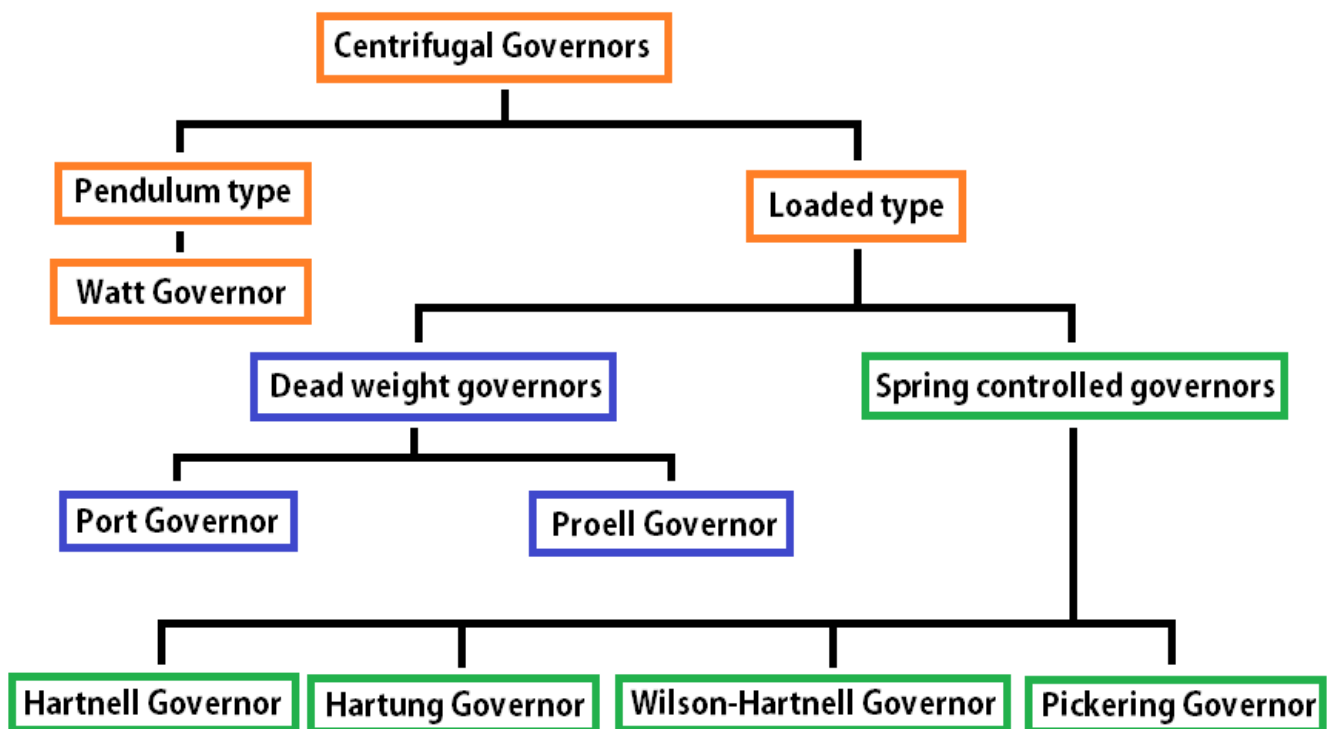 Centrifugal Governors
Pendulum type
Loaded type
Watt Governor
Dead weight governors
Spring controlled governors
Port Governor
Proell Governor
Hartnell Governor
Hartung Governor
Wilson-Hartnell Governor
Pickering Governor